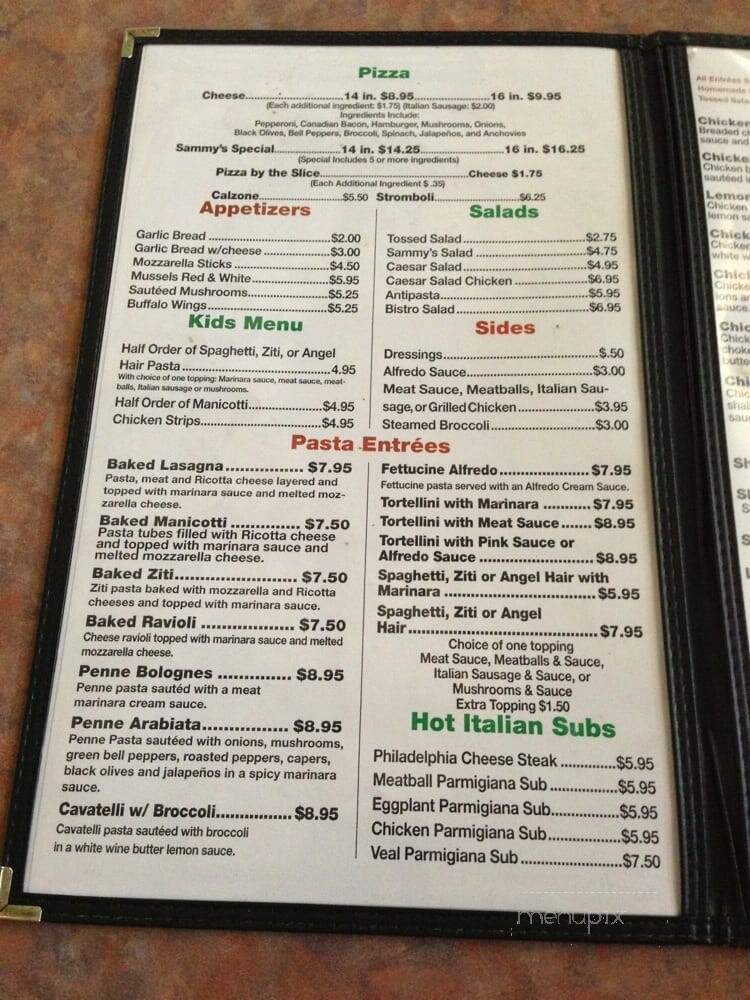 Pizza
Cheese.........................14 in. $8.95.........................16 in. $9.95
(Each additional ingredient: $1.75) (Italian Sausage: $2.00)
Ingredients Include:
Pepperoni, Canadian Bacon, Hamburger, Mushrooms, Onions,
Black Olives, Bell Peppers, Broccoli, Spinach, Jalapeños, and Anchovies
Sammy's Special.................14 in. $14.25.....................16 in. $16.25
(Special Includes 5 or more ingredients)
Pizza by the Slice......................................Cheese $1.75
(Each Additional Ingredient $ .35)
Calzone.....................$5.50 Stromboli.....................$6.25
Appetizers
Garlic Bread .........................$2.00
Garlic Bread w/cheese ..............$3.00
Mozzarella Sticks ....................$4.50
Mussels Red & White.................$5.95
Sautéed Mushrooms.................$5.25
Buffalo Wings.........................$5.25
Kids Menu
Half Order of Spaghetti, Ziti, or Angel
Hair Pasta.............................4.95
With choice of one topping: Marinara sauce, meat sauce, meat-
balls, Italian sausage or mushrooms.
Half Order of Manicotti..............$4.95
Chicken Strips.........................$4.95
Salads
Tossed Salad.........................$2.75
Sammy's Salad ......................$4.75
Caesar Salad.........................$4.95
Caesar Salad Chicken ..............$6.95
Antipasta..............................$5.95
Bistro Salad...........................$6.95
Sides
Dressings...............................$.50
Alfredo Sauce.........................$3.00
Meat Sauce, Meatballs, Italian Sau-
sage, or Grilled Chicken..............$3.95
Steamed Broccoli.....................$3.00
Pasta Entrées
Baked Lasagna................ $7.95
Pasta, meat and Ricotta cheese layered and
topped with marinara sauce and melted moz-
zarella cheese.
Baked Manicotti .............. $7.50
Pasta tubes filled with Ricotta cheese
and topped with marinara sauce and
melted mozzarella cheese.
Baked Ziti....................... $7.50
Ziti pasta baked with mozzarella and Ricotta
cheeses and topped with marinara sauce.
Baked Ravioli .................. $7.50
Cheese ravioli topped with marinara sauce and melted
mozzarella cheese.
Penne Bolognes .............. $8.95
Penne pasta sautéd with a meat
marinara cream sauce.
Penne Arabiata................ $8.95
Penne Pasta sautéed with onions, mushrooms,
green bell peppers, roasted peppers, capers,
black olives and jalapeños in a spicy marinara
sauce.
Cavatelli w/ Broccoli................ $8.95
Cavatelli pasta sautéed with broccoli
in a white wine butter lemon sauce.
Fettucine Alfredo..................... $7.95
Fettucine pasta served with an Alfredo Cream Sauce.
Tortellini with Marinara ........... $7.95
Tortellini with Meat Sauce....... $8.95
Tortellini with Pink Sauce or
Alfredo Sauce ........................ $8.95
Spaghetti, Ziti or Angel Hair with
Marinara ............................... $5.95
Spaghetti, Ziti or Angel
Hair...................................... $7.95
Choice of one topping
Meat Sauce, Meatballs & Sauce,
Italian Sausage & Sauce, or
Mushrooms & Sauce
Extra Topping $1.50
Hot Italian Subs
Philadelphia Cheese Steak .............$5.95
Meatball Parmigiana Sub ...............$5.95
Eggplant Parmigiana Sub................$5.95
Chicken Parmigiana Sub.................$5.95
Veal Parmigiana Sub.......................$7.50
All Entrées
Homemade
Tossed Salad
Chicken
Breaded
sauce and
Chicken
sautéed
Lemon
Chicken
Chicken
white
sauce
menupix